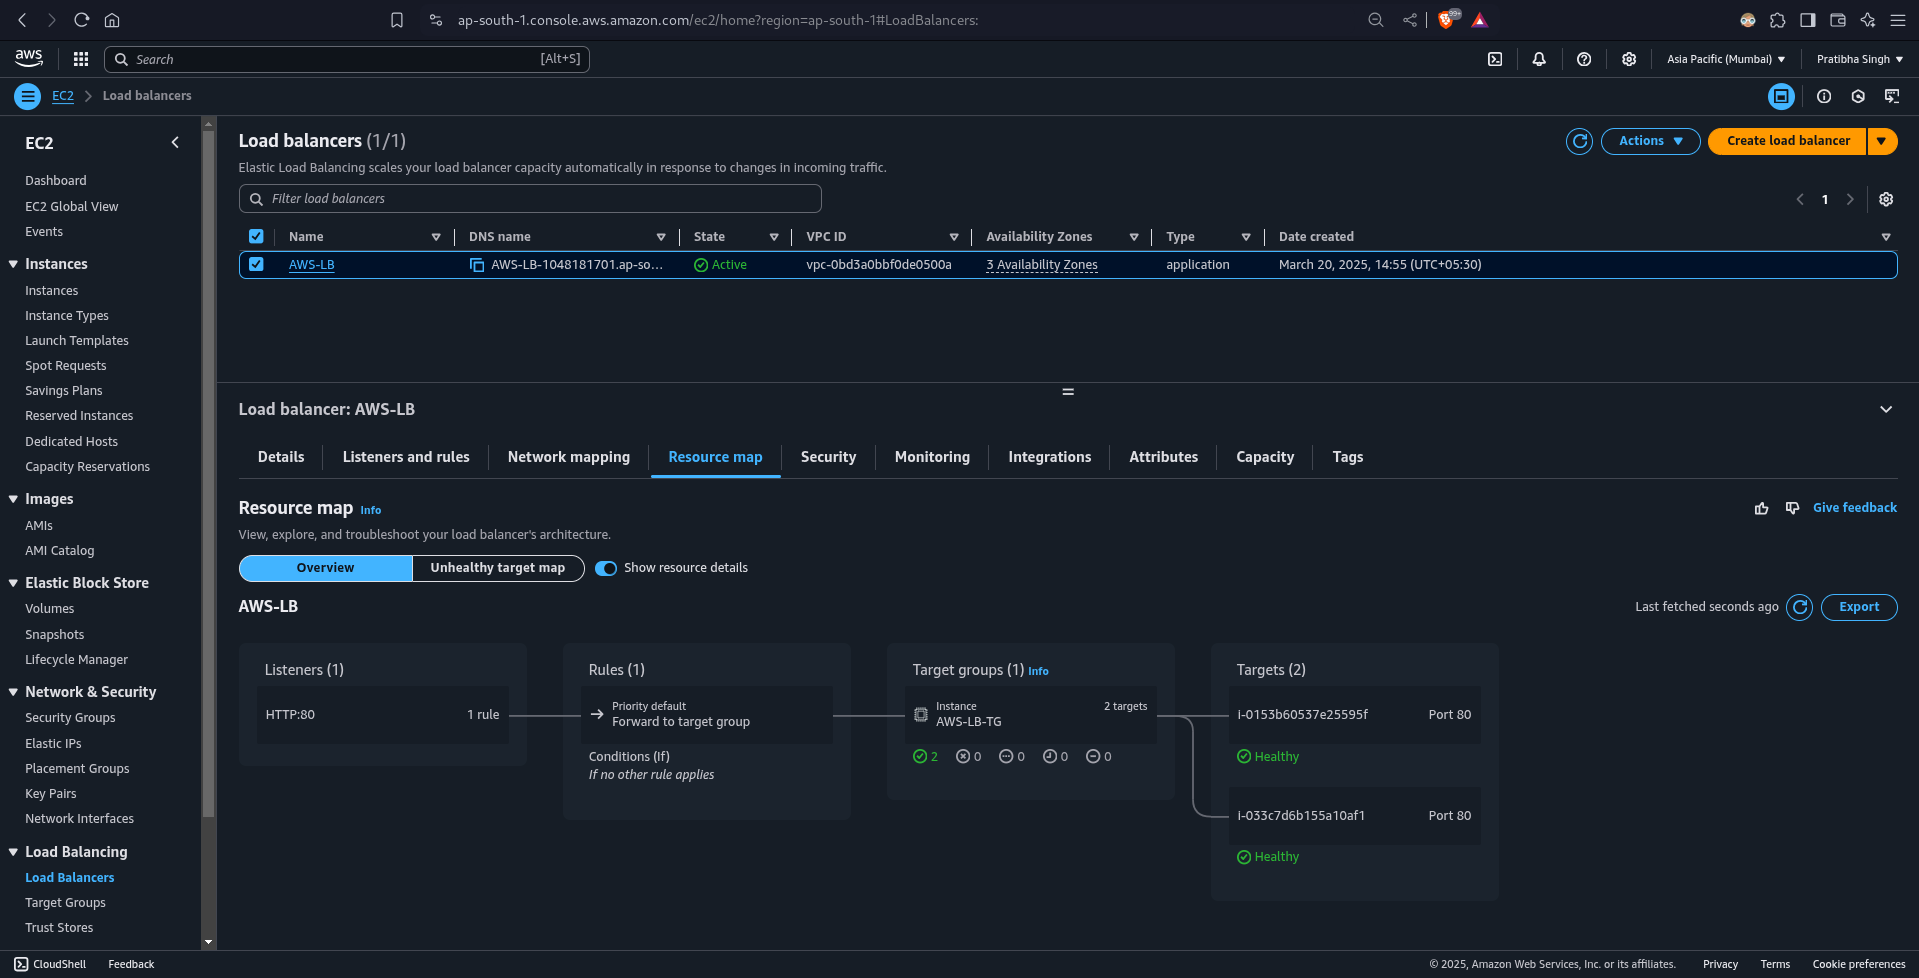 ap-south-1.console.aws.amazon.com/ec2/home?region=ap-south-1#LoadBalancers:
99+
aws
Search [Alt+S]
Asia Pacific (Mumbai)
Pratibha Singh
EC2
Load balancers
EC2
Dashboard
EC2 Global View
Events
Instances
Instances
Instance Types
Launch Templates
Spot Requests
Savings Plans
Reserved Instances
Dedicated Hosts
Capacity Reservations
Images
AMIs
AMI Catalog
Elastic Block Store
Volumes
Snapshots
Lifecycle Manager
Network & Security
Security Groups
Elastic IPs
Placement Groups
Key Pairs
Network Interfaces
Load Balancing
Load Balancers
Target Groups
Trust Stores
Load balancers (1/1)
Actions
Create load balancer
Elastic Load Balancing scales your load balancer capacity automatically in response to changes in incoming traffic.
Filter load balancers
1
Name DNS name State VPC ID Availability Zones Type Date created
AWS-LB AWS-LB-1048181701.ap-so... Active vpc-0bd3a0bbf0de0500a 3 Availability Zones application March 20, 2025, 14:55 (UTC+05:30)
Load balancer: AWS-LB
Details Listeners and rules Network mapping Resource map Security Monitoring Integrations Attributes Capacity Tags
Resource map Info
Give feedback
View, explore, and troubleshoot your load balancer's architecture.
Overview Unhealthy target map Show resource details
AWS-LB
Last fetched seconds ago
Export
Listeners (1)
HTTP:80 1 rule
Rules (1)
Priority default
Forward to target group
Conditions (If)
If no other rule applies
Target groups (1) Info
Instance 2 targets
AWS-LB-TG
2 0 0 0 0
Targets (2)
i-0153b60537e25595f Port 80
Healthy
i-033c7d6b155a10af1 Port 80
Healthy
CloudShell Feedback
© 2025, Amazon Web Services, Inc. or its affiliates. Privacy Terms Cookie preferences